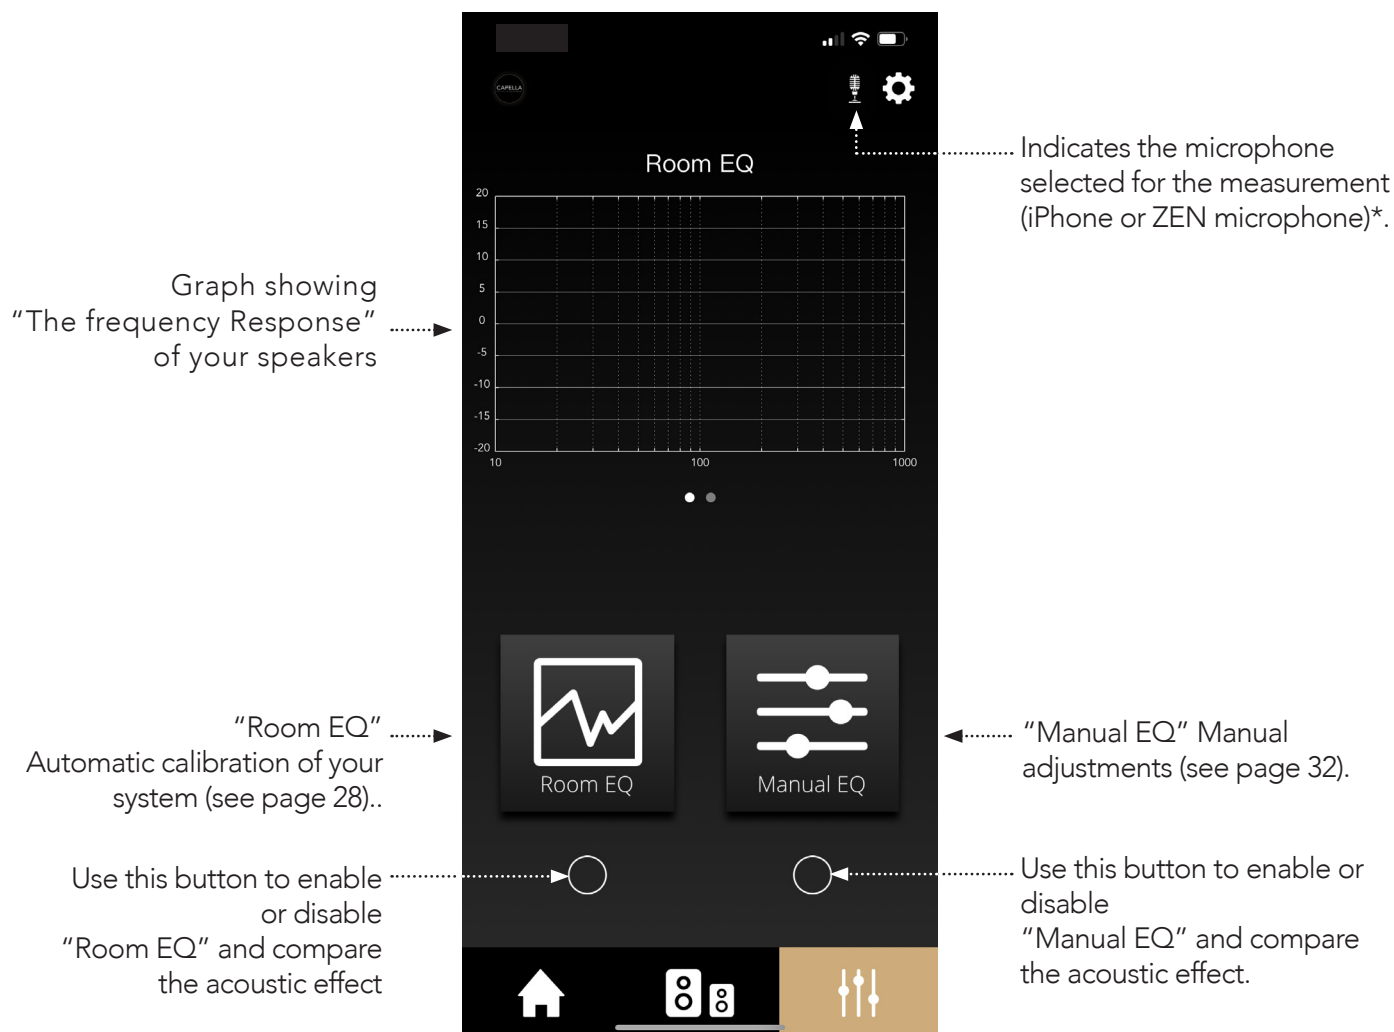 CAPELLA
Indicates the microphone
selected for the measurement
(iPhone or ZEN microphone)*.
Room EQ
20
15
10
5
0
-5
-10
-15
-20
10
100
1000
Graph showing
“The frequency Response”
of your speakers
“Room EQ”
Automatic calibration of your
system (see page 28)..
Room EQ
Manual EQ
“Manual EQ” Manual
adjustments (see page 32).
Use this button to enable
or disable
“Room EQ” and compare
the acoustic effect
Use this button to enable or
disable
“Manual EQ” and compare
the acoustic effect.